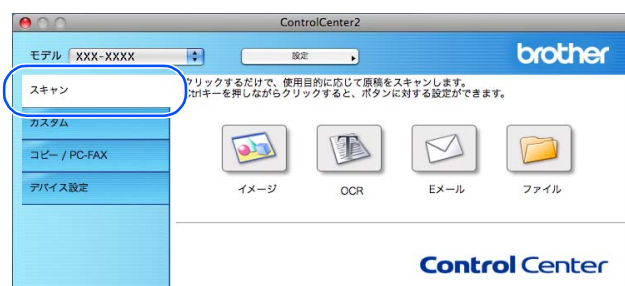 ControlCenter2
モデル XXX-XXXX 設定 brother
スキャン
クリックするだけで、使用目的に応じて原稿をスキャンします。
Ctrlキーを押しながらクリックすると、ボタンに対する設定ができます。
カスタム
コピー / PC-FAX
デバイス設定
イメージ OCR Eメール ファイル
Control Center